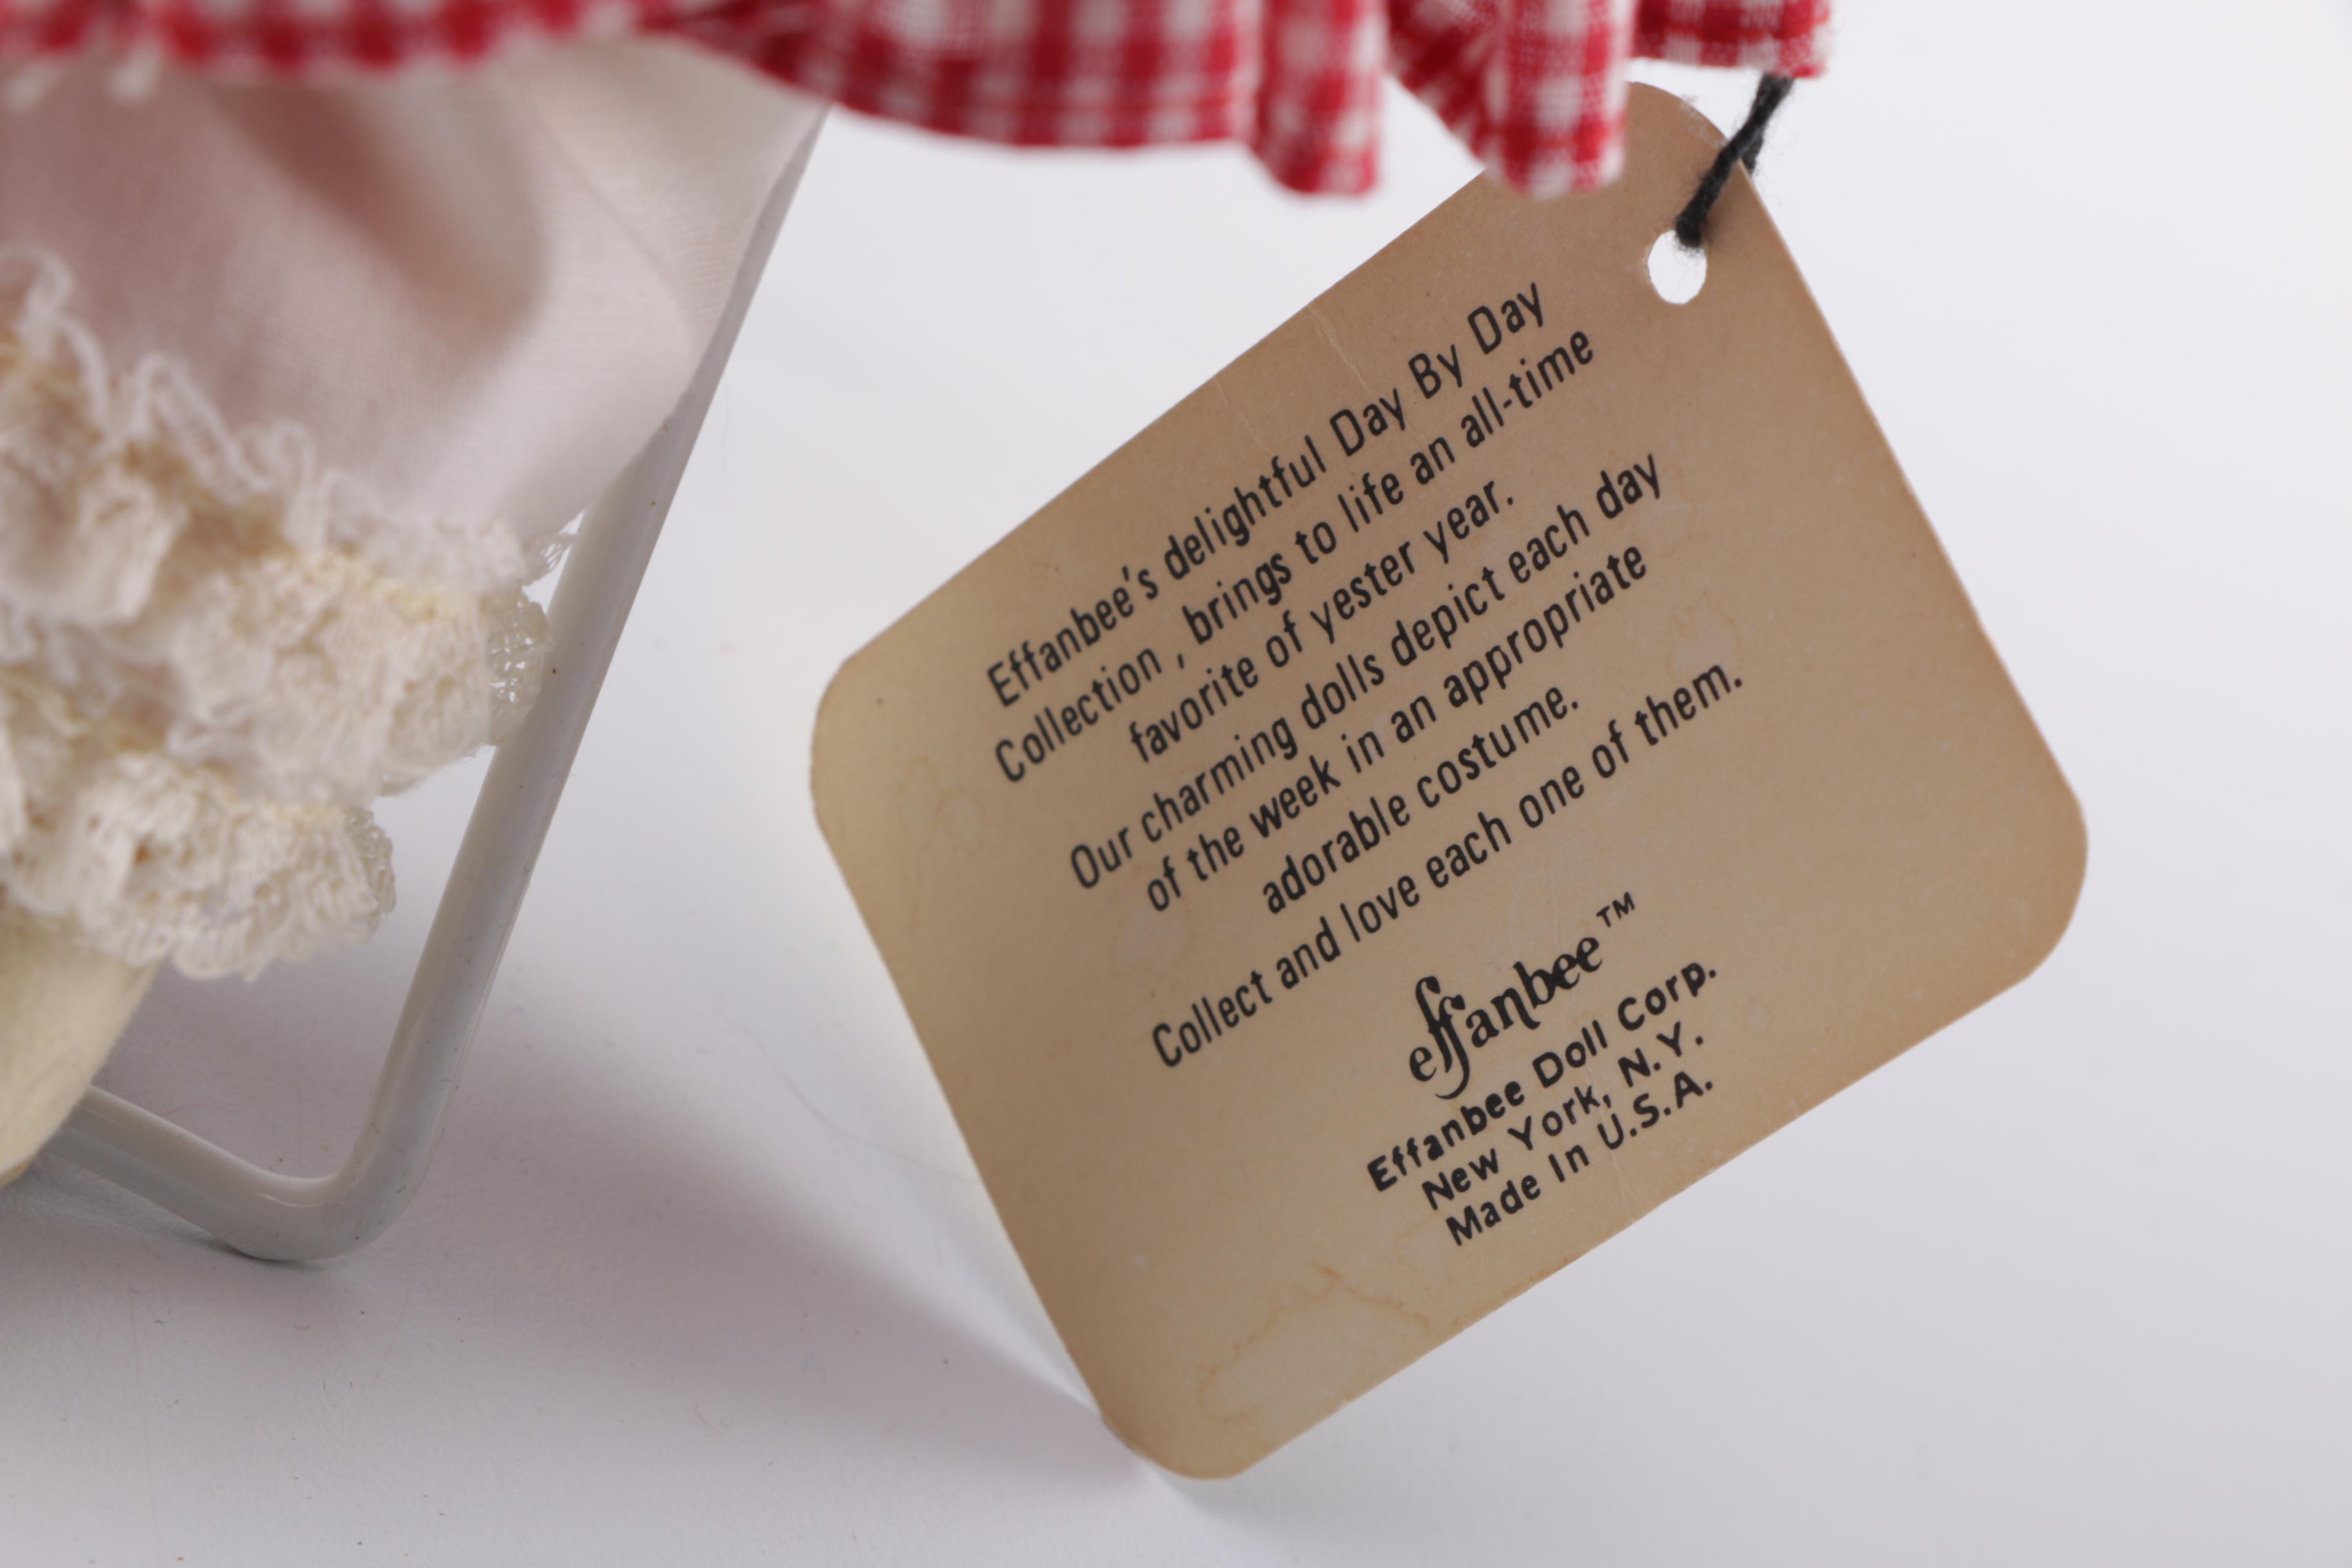 Effanbee's delightful Day By Day
Collection , brings to life an all-time
favorite of yester year.
Our charming dolls depict each day
of the week in an appropriate
adorable costume.
Collect and love each one of them.
effanbee™
Effanbee Doll Corp.
New York, N.Y.
Made In U.S.A.